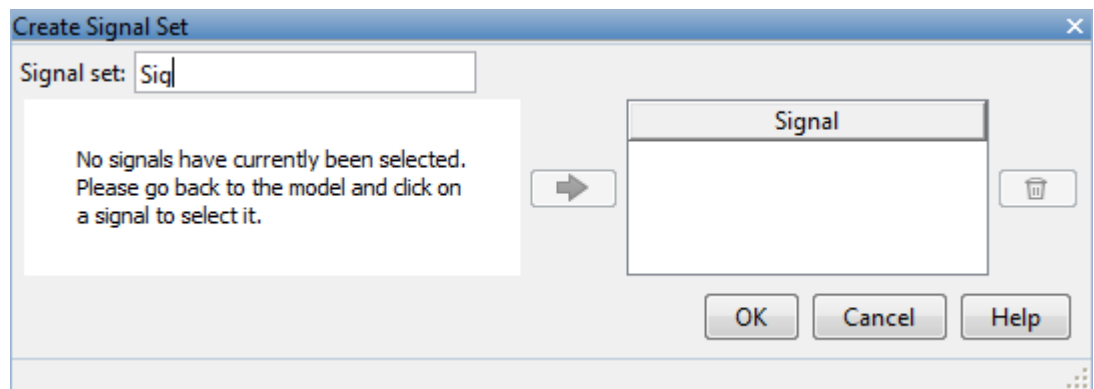 Create Signal Set
Signal set: Sig
No signals have currently been selected.
Please go back to the model and click on
a signal to select it.
Signal
OK Cancel Help